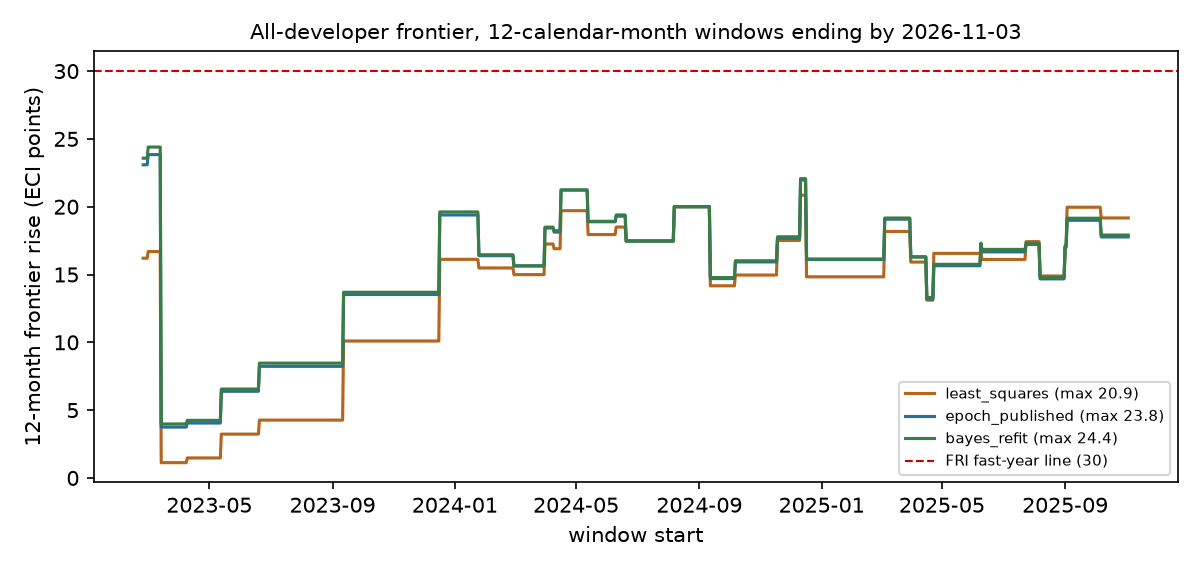 All-developer frontier, 12-calendar-month windows ending by 2026-11-03
12-month frontier rise (ECI points)
30
25
20
15
10
5
0
least_squares (max 20.9)
epoch_published (max 23.8)
bayes_refit (max 24.4)
FRI fast-year line (30)
2023-05 2023-09 2024-01 2024-05 2024-09 2025-01 2025-05 2025-09
window start